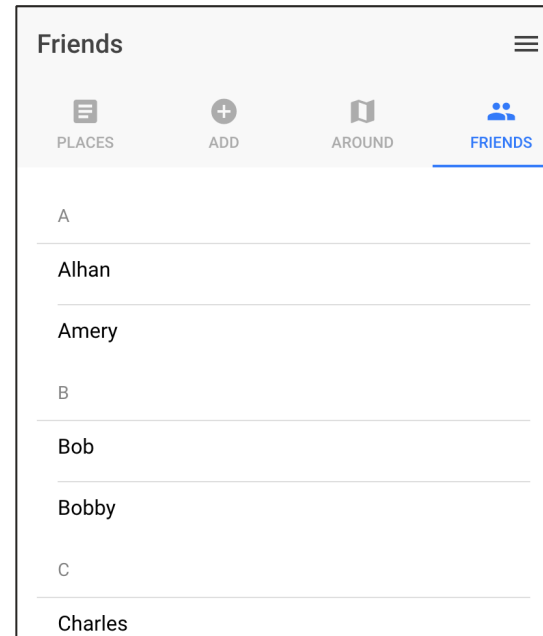 Friends
PLACES ADD AROUND FRIENDS
A
Alhan
Amery
B
Bob
Bobby
C
Charles